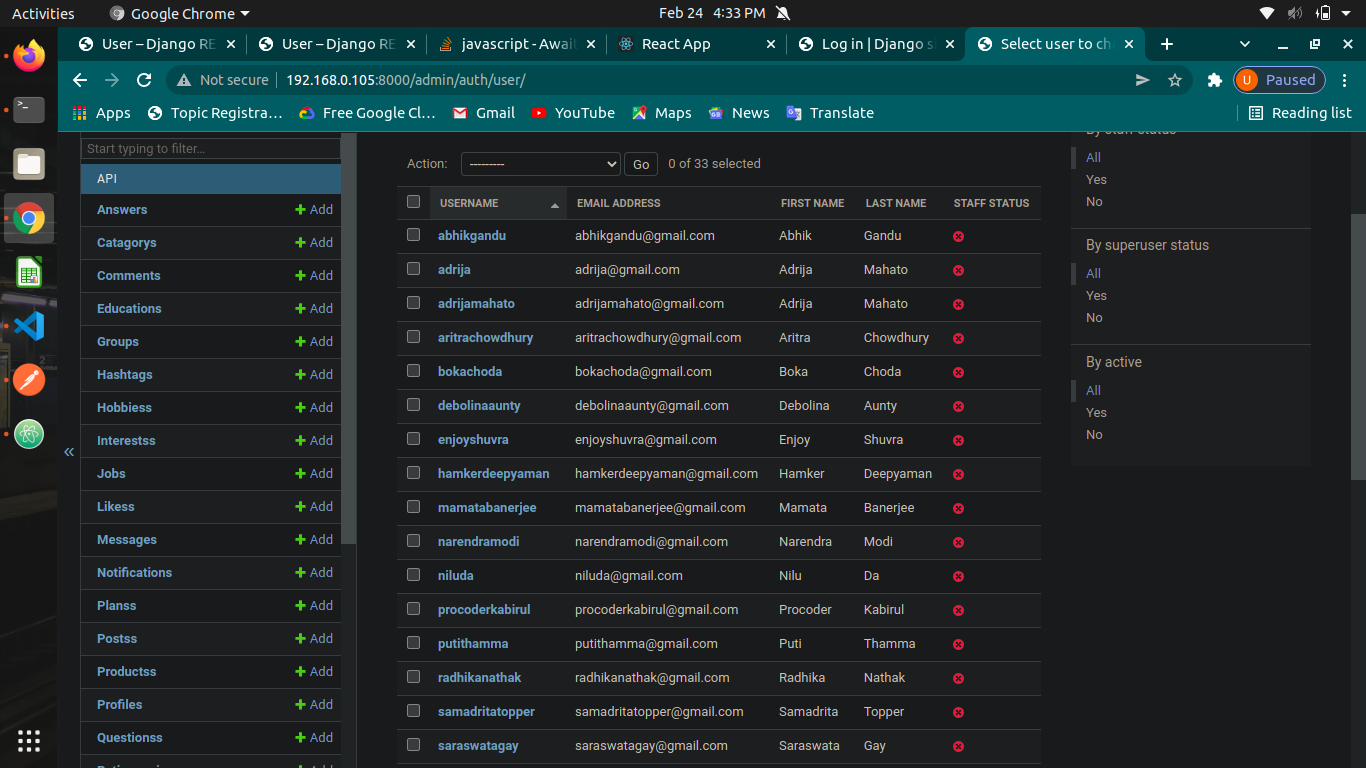 Activities Google Chrome Feb 24 4:33 PM
User – Django RE User – Django RE javascript - Await React App Log in | Django s Select user to ch
Not secure 192.168.0.105:8000/admin/auth/user/ U Paused
Apps Topic Registra… Free Google Cl… Gmail YouTube Maps News Translate Reading list
Start typing to filter…
API
Answers Add
Catagorys Add
Comments Add
Educations Add
Groups Add
Hashtags Add
Hobbiess Add
Interestss Add
Jobs Add
Likess Add
Messages Add
Notifications Add
Planss Add
Postss Add
Productss Add
Profiles Add
Questionss Add
«
Action: --------- Go 0 of 33 selected
USERNAME EMAIL ADDRESS FIRST NAME LAST NAME STAFF STATUS
abhikgandu abhikgandu@gmail.com Abhik Gandu
adrija adrija@gmail.com Adrija Mahato
adrijamahato adrijamahato@gmail.com Adrija Mahato
aritrachowdhury aritrachowdhury@gmail.com Aritra Chowdhury
bokachoda bokachoda@gmail.com Boka Choda
debolinaaunty debolinaaunty@gmail.com Debolina Aunty
enjoyshuvra enjoyshuvra@gmail.com Enjoy Shuvra
hamkerdeepyaman hamkerdeepyaman@gmail.com Hamker Deepyaman
mamatabanerjee mamatabanerjee@gmail.com Mamata Banerjee
narendramodi narendramodi@gmail.com Narendra Modi
niluda niluda@gmail.com Nilu Da
procoderkabirul procoderkabirul@gmail.com Procoder Kabirul
putithamma putithamma@gmail.com Puti Thamma
radhikanathak radhikanathak@gmail.com Radhika Nathak
samadritatopper samadritatopper@gmail.com Samadrita Topper
saraswatagay saraswatagay@gmail.com Saraswata Gay
By staff status
All
Yes
No
By superuser status
All
Yes
No
By active
All
Yes
No